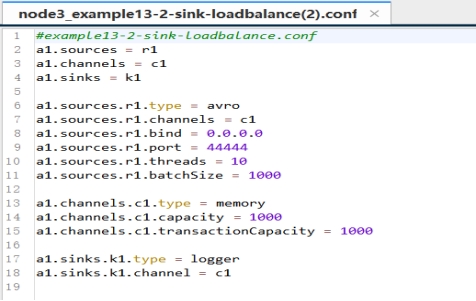 node3_example13-2-sink-loadbalance(2).conf ×
1 #example13-2-sink-loadbalance.conf
2 a1.sources = r1
3 a1.channels = c1
4 a1.sinks = k1
5
6 a1.sources.r1.type = avro
7 a1.sources.r1.channels = c1
8 a1.sources.r1.bind = 0.0.0.0
9 a1.sources.r1.port = 44444
10 a1.sources.r1.threads = 10
11 a1.sources.r1.batchSize = 1000
12
13 a1.channels.c1.type = memory
14 a1.channels.c1.capacity = 1000
15 a1.channels.c1.transactionCapacity = 1000
16
17 a1.sinks.k1.type = logger
18 a1.sinks.k1.channel = c1
19